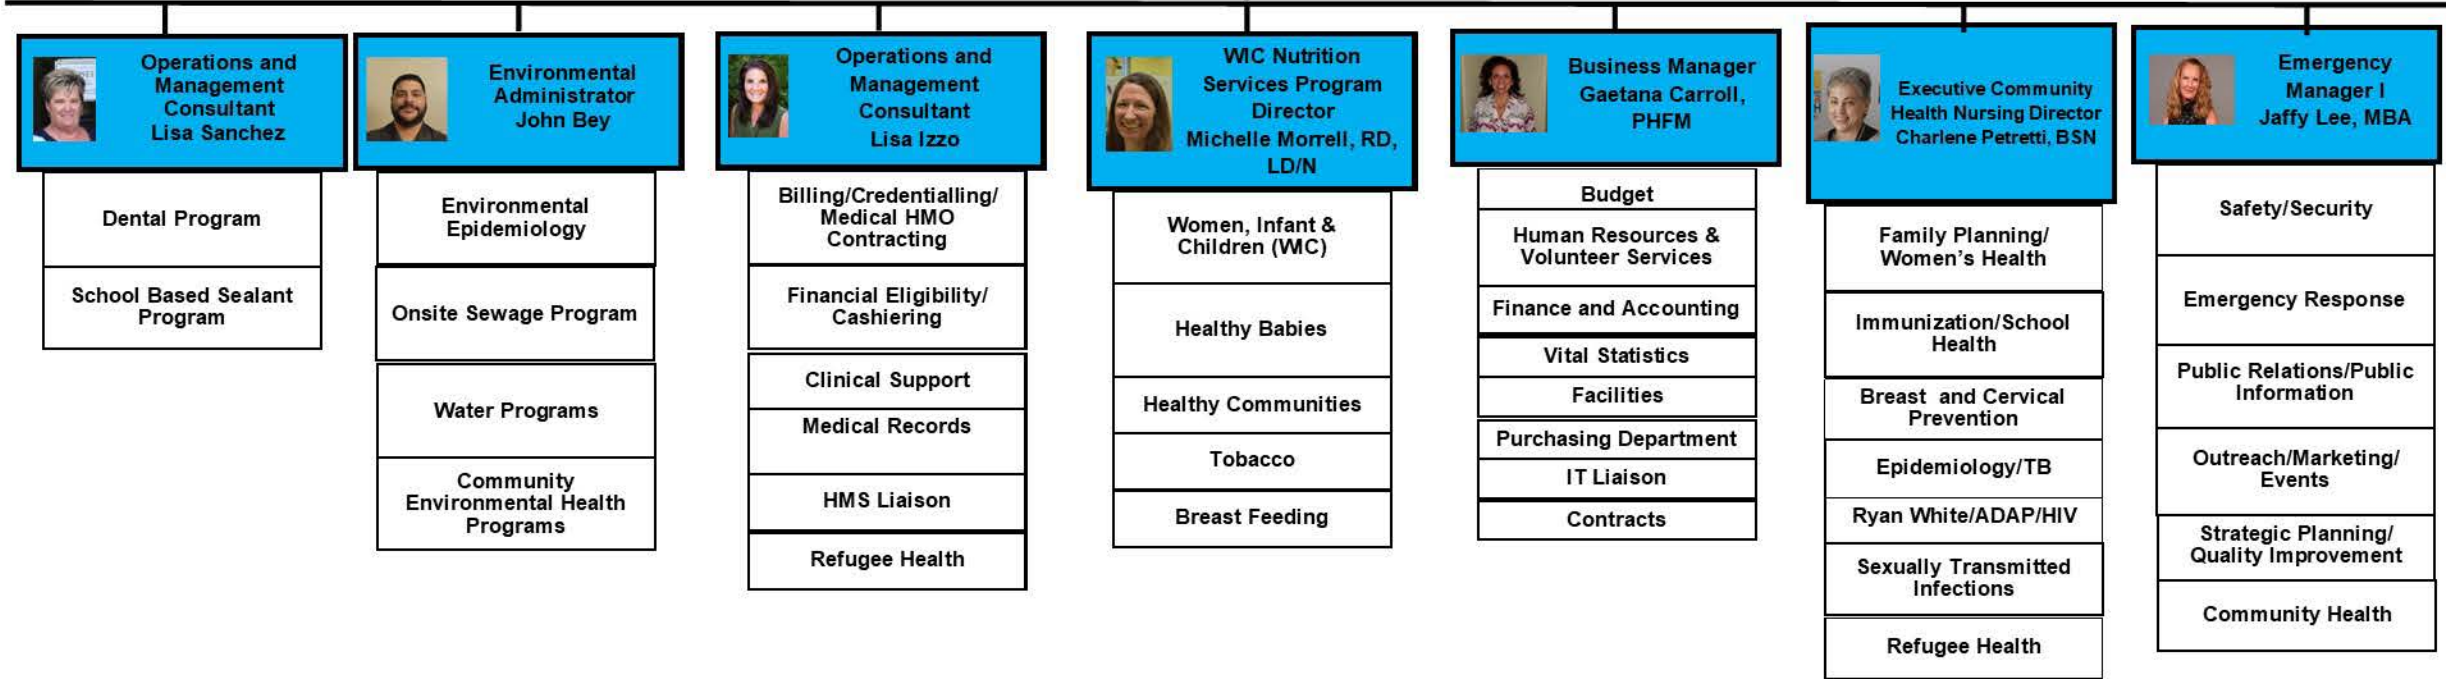 Operations and
Management
Consultant
Lisa Sanchez
Dental Program
School Based Sealant
Program
Environmental
Administrator
John Bey
Environmental
Epidemiology
Onsite Sewage Program
Water Programs
Community
Environmental Health
Programs
Operations and
Management
Consultant
Lisa Izzo
Billing/Credentialling/
Medical HMO
Contracting
Financial Eligibility/
Cashiering
Clinical Support
Medical Records
HMS Liaison
Refugee Health
WIC Nutrition
Services Program
Director
Michelle Morrell, RD,
LD/N
Women, Infant &
Children (WIC)
Healthy Babies
Healthy Communities
Tobacco
Breast Feeding
Business Manager
Gaetana Carroll,
PHFM
Budget
Human Resources &
Volunteer Services
Finance and Accounting
Vital Statistics
Facilities
Purchasing Department
IT Liaison
Contracts
Executive Community
Health Nursing Director
Charlene Petretti, BSN
Family Planning/
Women’s Health
Immunization/School
Health
Breast  and Cervical
Prevention
Epidemiology/TB
Ryan White/ADAP/HIV
Sexually Transmitted
Infections
Refugee Health
Emergency
Manager I
Jaffy Lee, MBA
Safety/Security
Emergency Response
Public Relations/Public
Information
Outreach/Marketing/
Events
Strategic Planning/
Quality Improvement
Community Health